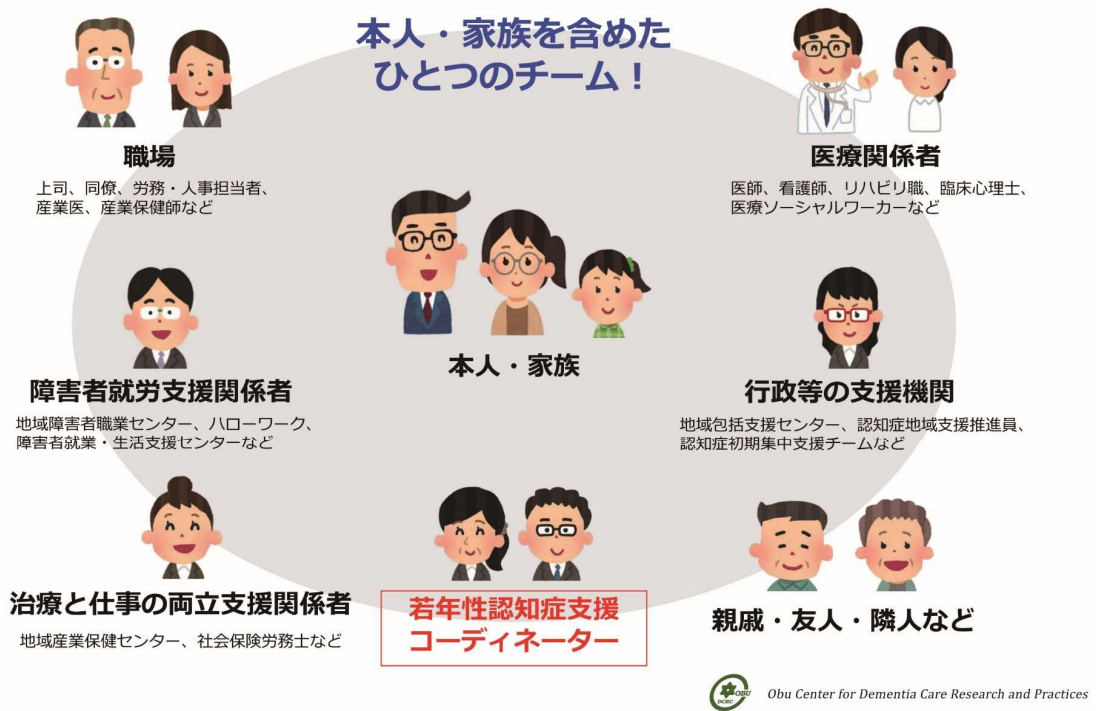 本人・家族を含めた
ひとつのチーム！
職場
上司、同僚、労務・人事担当者、
産業医、産業保健師など
医療関係者
医師、看護師、リハビリ職、臨床心理士、
医療ソーシャルワーカーなど
本人・家族
障害者就労支援関係者
地域障害者職業センター、ハローワーク、
障害者就業・生活支援センターなど
行政等の支援機関
地域包括支援センター、認知症地域支援推進員、
認知症初期集中支援チームなど
治療と仕事の両立支援関係者
地域産業保健センター、社会保険労務士など
若年性認知症支援
コーディネーター
親戚・友人・隣人など
OBU
DCRC
Obu Center for Dementia Care Research and Practices